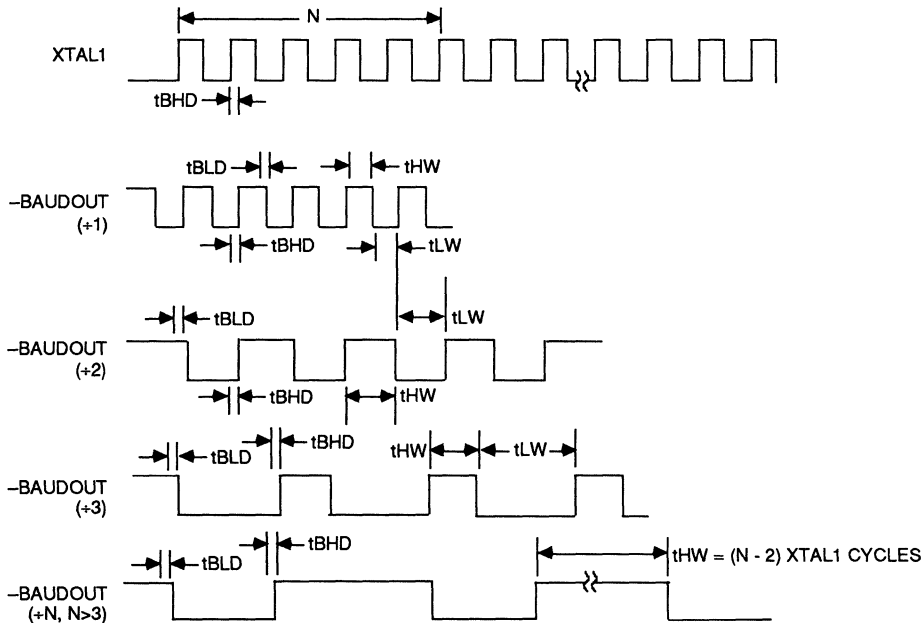 N
XTAL1
tBHD
tBLD
tHW
–BAUDOUT
(÷1)
tBHD
tLW
tBLD
tLW
–BAUDOUT
(÷2)
tBHD
tHW
tBHD
tBLD
tHW
tLW
–BAUDOUT
(÷3)
tBHD
tBLD
tHW = (N - 2) XTAL1 CYCLES
–BAUDOUT
(÷N, N>3)